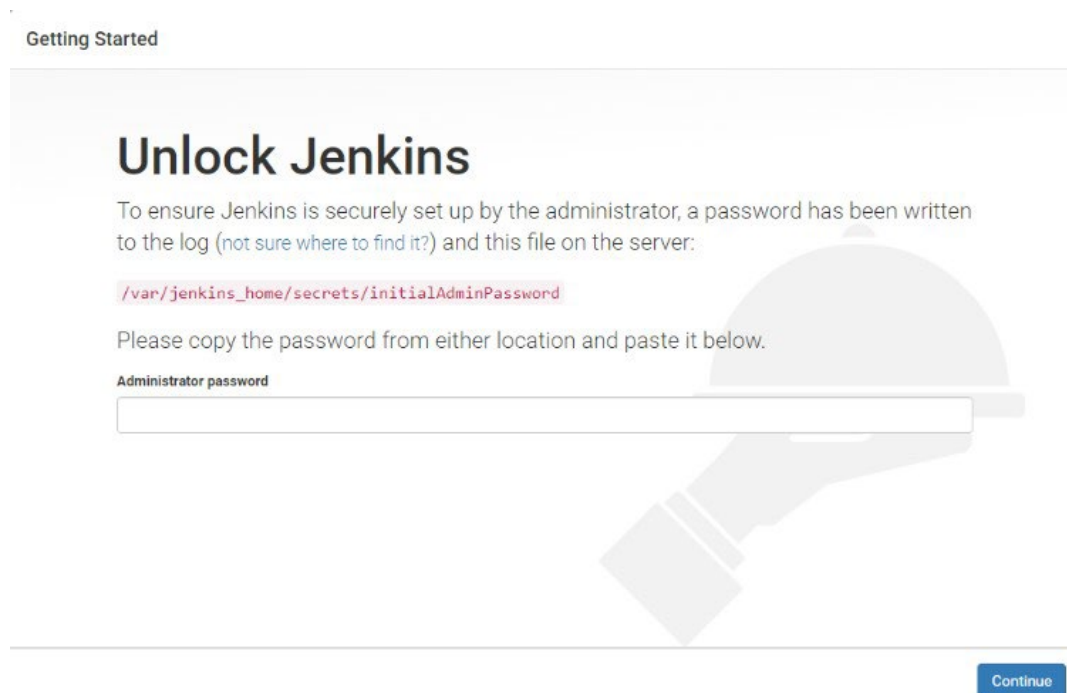 Getting Started
Unlock Jenkins
To ensure Jenkins is securely set up by the administrator, a password has been written
to the log (not sure where to find it?) and this file on the server:
/var/jenkins_home/secrets/initialAdminPassword
Please copy the password from either location and paste it below.
Administrator password
Continue